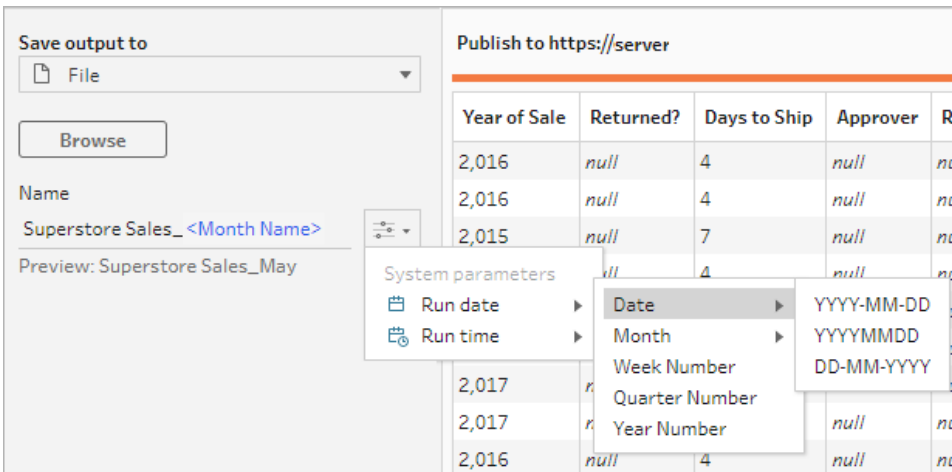 Save output to
File
Browse
Name
Superstore Sales_ <Month Name>
Preview: Superstore Sales_May
System parameters
Run date
Run time
Date
Month
Week Number
Quarter Number
Year Number
YYYY-MM-DD
YYYYMMDD
DD-MM-YYYY
Publish to https://server
Year of Sale Returned? Days to Ship Approver
2,016 null 4 null
2,016 null 4 null
2,015 null 7 null
4 null
2,017
2,017 null
2,016 null 4 null